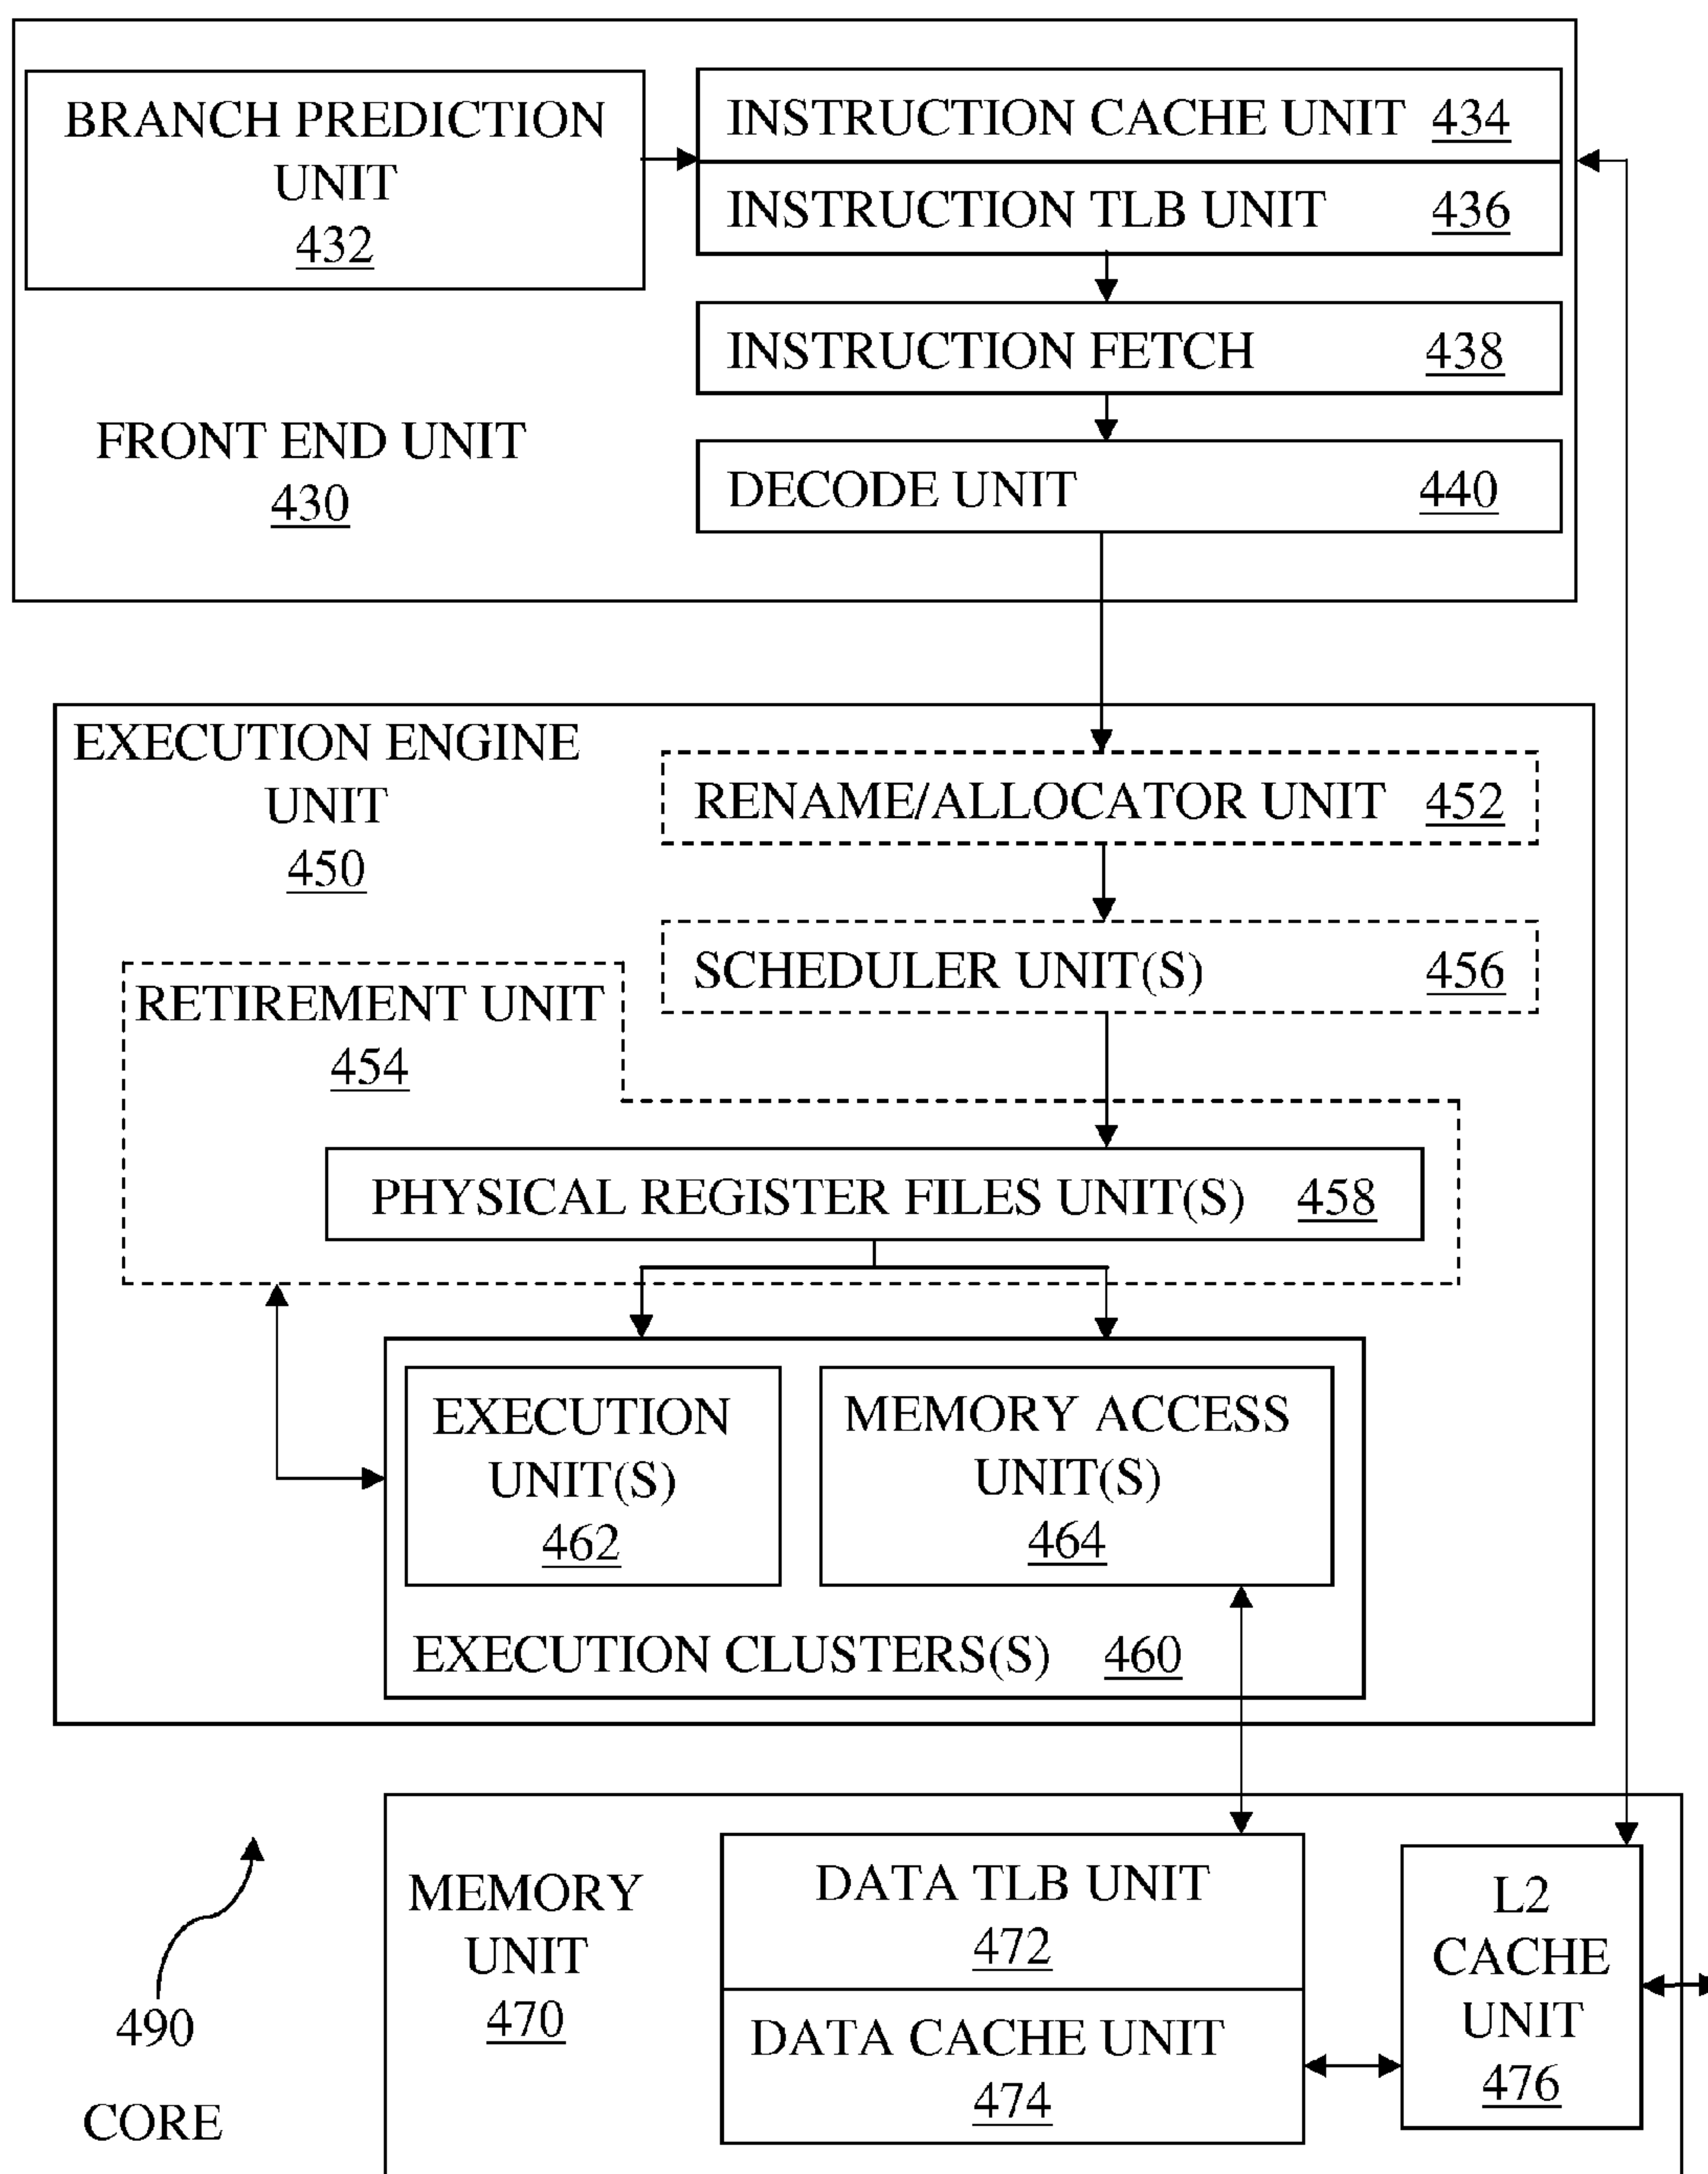 BRANCH PREDICTION
UNIT
432
INSTRUCTION CACHE UNIT 434
INSTRUCTION TLB UNIT 436
INSTRUCTION FETCH 438
DECODE UNIT 440
FRONT END UNIT
430
EXECUTION ENGINE
UNIT
450
RENAME/ALLOCATOR UNIT 452
SCHEDULER UNIT(S) 456
RETIREMENT UNIT
454
PHYSICAL REGISTER FILES UNIT(S) 458
EXECUTION
UNIT(S)
462
MEMORY ACCESS
UNIT(S)
464
EXECUTION CLUSTERS(S) 460
MEMORY
UNIT
470
DATA TLB UNIT
472
DATA CACHE UNIT
474
L2
CACHE
UNIT
476
490
CORE